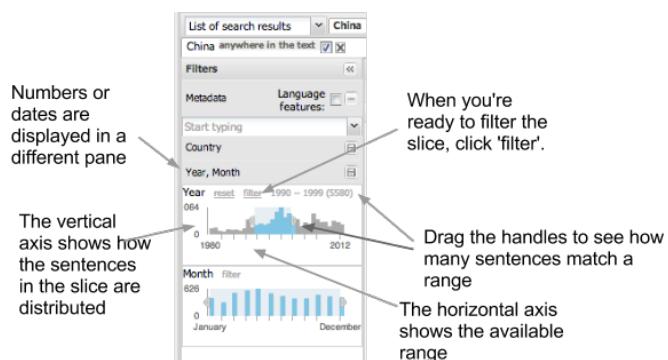 List of search results
China
China anywhere in the text
Filters
Metadata
Language
features:
Start typing
Country
Year, Month
Year reset filter 1990 – 1999 (5580)
064
0
1980
2012
Month filter
626
0
January
December
Numbers or
dates are
displayed in a
different pane
The vertical
axis shows how
the sentences
in the slice are
distributed
When you're
ready to filter the
slice, click 'filter'.
Drag the handles to see how
many sentences match a
range
The horizontal axis
shows the available
range